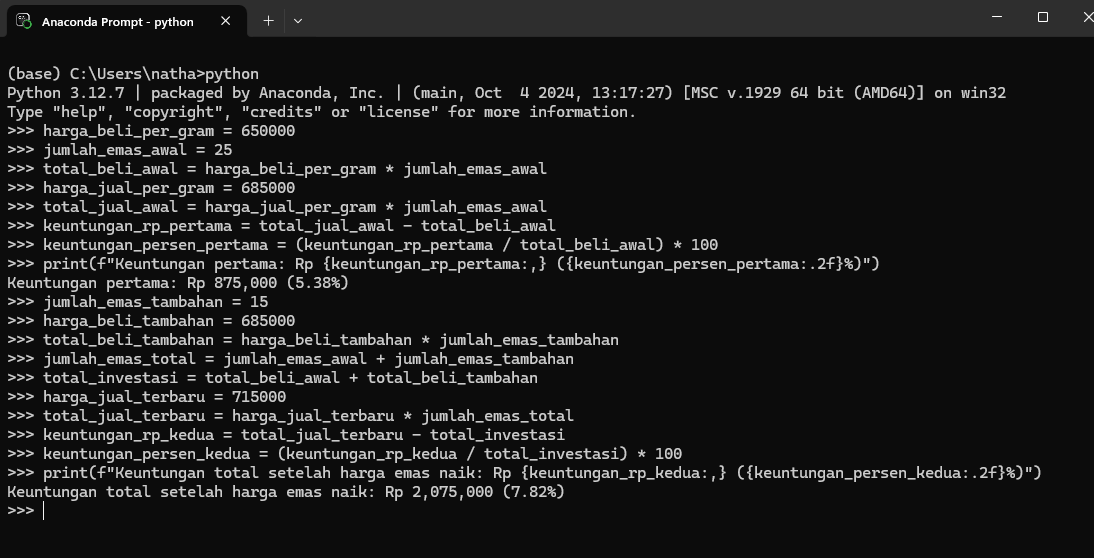 Anaconda Prompt - python
(base) C:\Users\natha>python
Python 3.12.7 | packaged by Anaconda, Inc. | (main, Oct  4 2024, 13:17:27) [MSC v.1929 64 bit (AMD64)] on win32
Type "help", "copyright", "credits" or "license" for more information.
>>> harga_beli_per_gram = 650000
>>> jumlah_emas_awal = 25
>>> total_beli_awal = harga_beli_per_gram * jumlah_emas_awal
>>> harga_jual_per_gram = 685000
>>> total_jual_awal = harga_jual_per_gram * jumlah_emas_awal
>>> keuntungan_rp_pertama = total_jual_awal - total_beli_awal
>>> keuntungan_persen_pertama = (keuntungan_rp_pertama / total_beli_awal) * 100
>>> print(f"Keuntungan pertama: Rp {keuntungan_rp_pertama:,} ({keuntungan_persen_pertama:.2f}%)")
Keuntungan pertama: Rp 875,000 (5.38%)
>>> jumlah_emas_tambahan = 15
>>> harga_beli_tambahan = 685000
>>> total_beli_tambahan = harga_beli_tambahan * jumlah_emas_tambahan
>>> jumlah_emas_total = jumlah_emas_awal + jumlah_emas_tambahan
>>> total_investasi = total_beli_awal + total_beli_tambahan
>>> harga_jual_terbaru = 715000
>>> total_jual_terbaru = harga_jual_terbaru * jumlah_emas_total
>>> keuntungan_rp_kedua = total_jual_terbaru - total_investasi
>>> keuntungan_persen_kedua = (keuntungan_rp_kedua / total_investasi) * 100
>>> print(f"Keuntungan total setelah harga emas naik: Rp {keuntungan_rp_kedua:,} ({keuntungan_persen_kedua:.2f}%)")
Keuntungan total setelah harga emas naik: Rp 2,075,000 (7.82%)
>>>